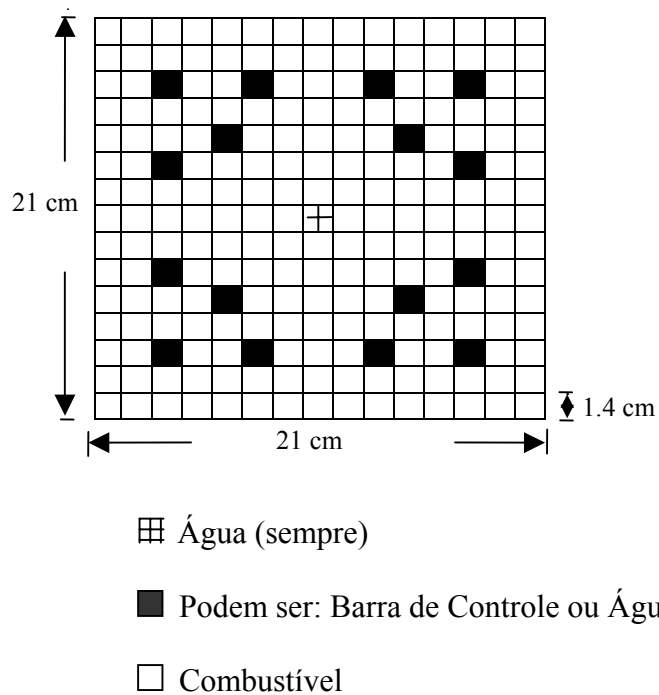 21 cm
1.4 cm
21 cm
Água (sempre)
Podem ser: Barra de Controle ou Águ
Combustível